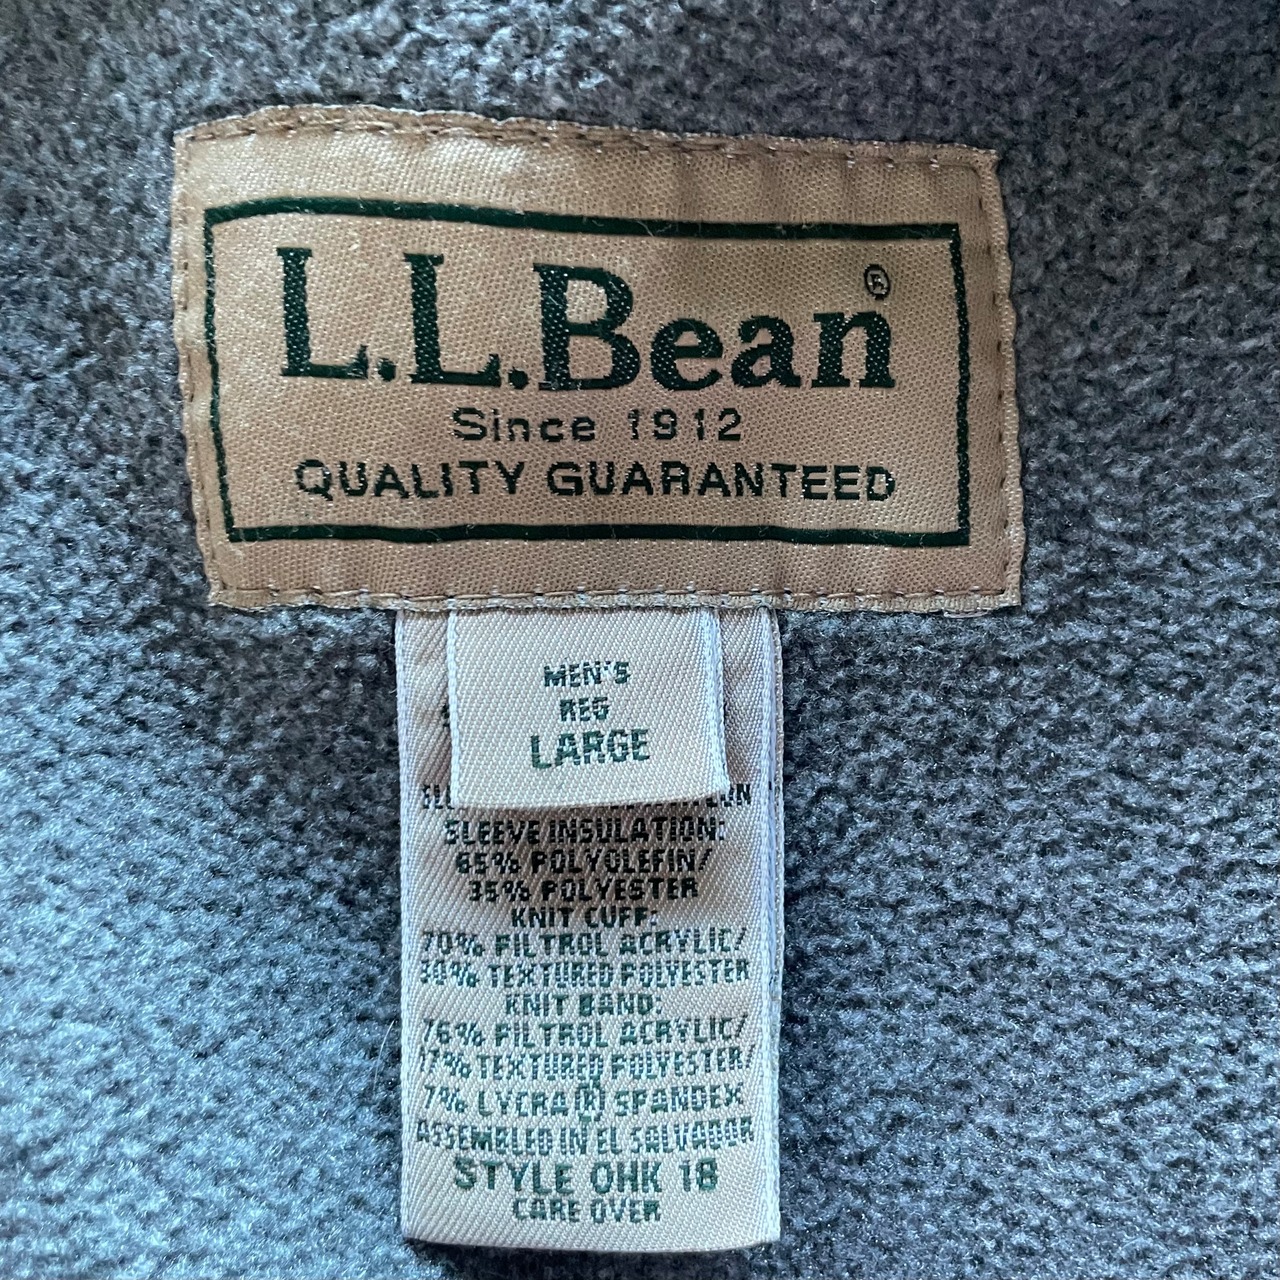 L.L.Bean®
Since 1912
QUALITY GUARANTEED
MEN'S
REG
LARGE
SLEEVE INSULATION:
65% POLYOLEFIN/
35% POLYESTER
KNIT CUFF:
70% FILTROL ACRYLIC/
30% TEXTURED POLYESTER
KNIT BAND:
76% FILTROL ACRYLIC/
17% TEXTURED POLYESTER/
7% LYCRA(R) SPANDEX
ASSEMBLED IN EL SALVADOR
STYLE OHK 18
CARE OVER